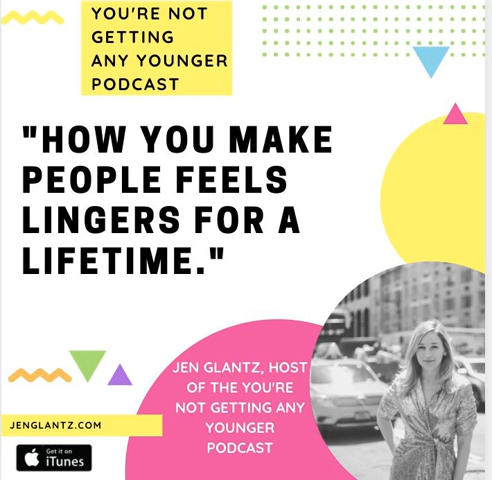 YOU'RE NOT
GETTING
ANY YOUNGER
PODCAST
"HOW YOU MAKE
PEOPLE FEELS
LINGERS FOR A
LIFETIME."
JEN GLANTZ, HOST
OF THE YOU'RE
NOT GETTING ANY
YOUNGER
PODCAST
JENGLANTZ.COM
Get it on
iTunes